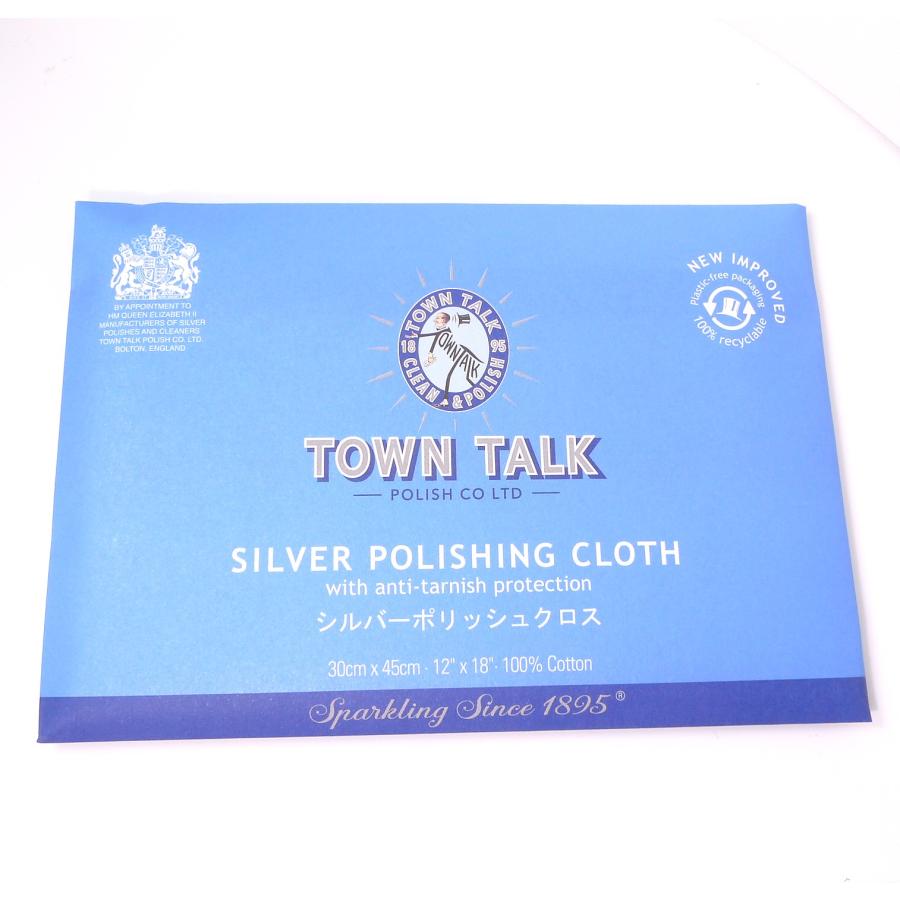 BY APPOINTMENT TO
HM QUEEN ELIZABETH II
MANUFACTURERS OF SILVER
POLISHES AND CLEANERS
TOWN TALK POLISH CO. LTD.
BOLTON, ENGLAND
NEW IMPROVED
Plastic-free packaging
100% recyclable
TOWN TALK
18 95
TOWN TALK
CLEAN & POLISH
TOWN TALK
POLISH CO LTD
SILVER POLISHING CLOTH
with anti-tarnish protection
シルバーポリッシュクロス
30cm x 45cm · 12" x 18" · 100% Cotton
Sparkling Since 1895®